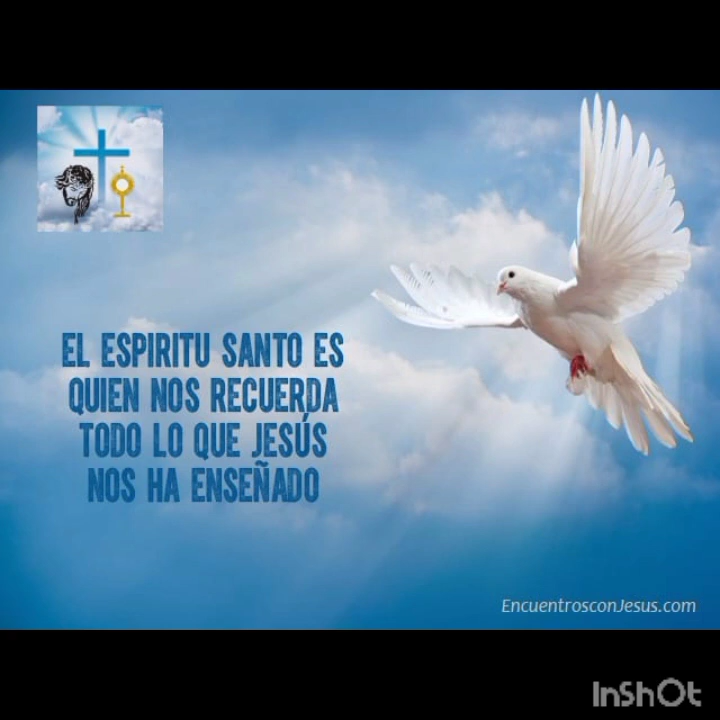 EL ESPIRITU SANTO ES
QUIEN NOS RECUERDA
TODO LO QUE JESÚS
NOS HA ENSEÑADO
EncuentrosconJesus.com
InShOt